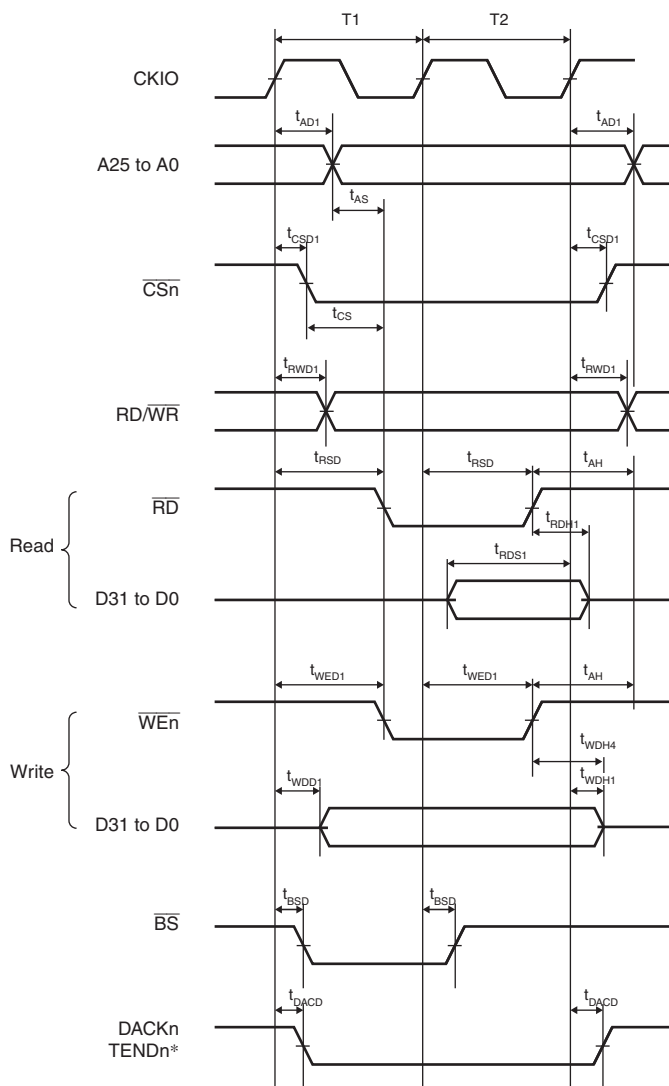 T1 T2
CKIO
tAD1 tAD1
A25 to A0
tAS
tCSD1 tCSD1
CSn
tCS
tRWD1 tRWD1
RD/WR
tRSD tRSD tAH
RD
tRDH1
Read
tRDS1
D31 to D0
tWED1 tWED1 tAH
WEn
tWDH4
Write
tWDD1 tWDH1
D31 to D0
tBSD tBSD
BS
tDACD tDACD
DACKn
TENDn*